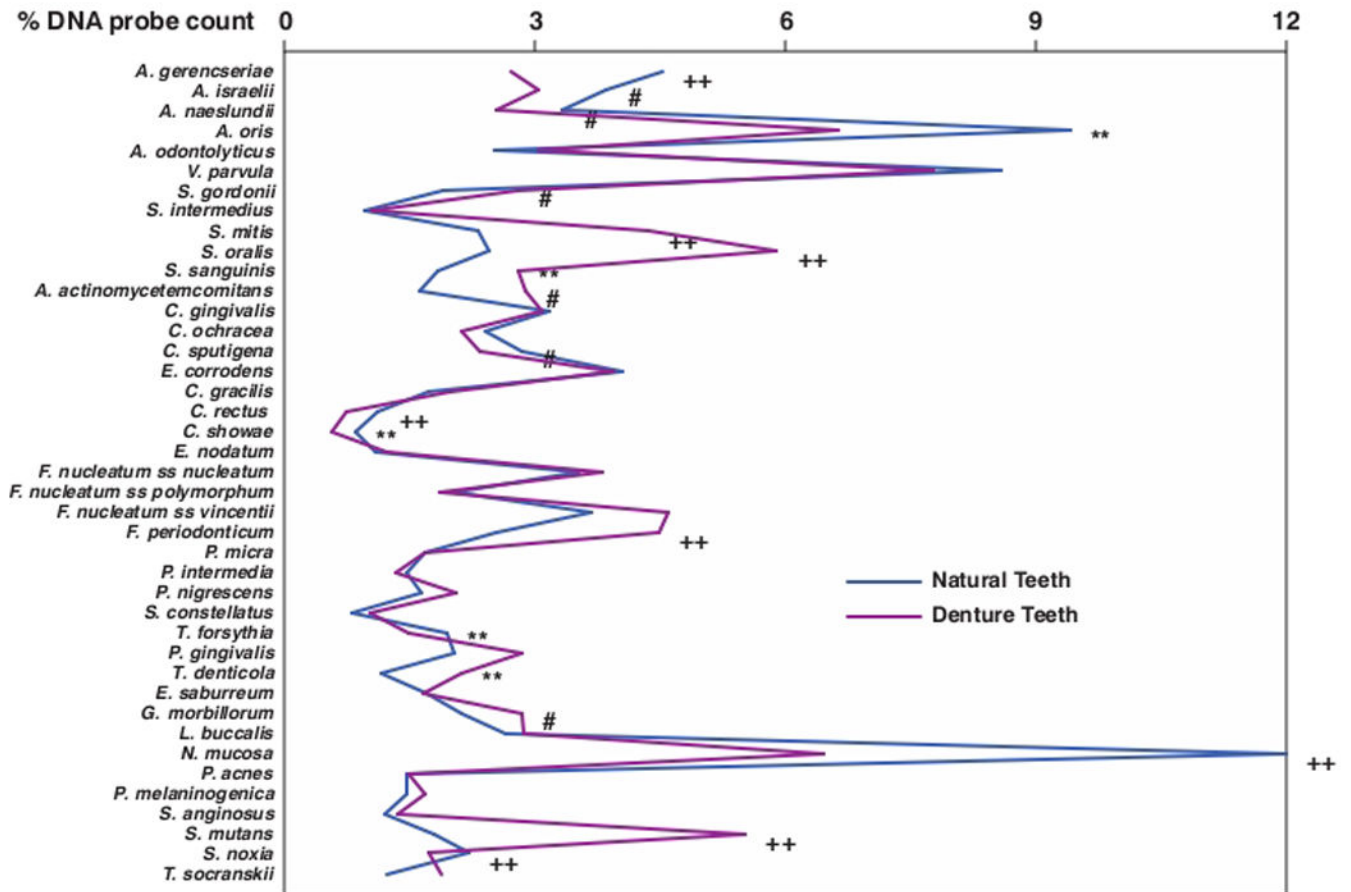 % DNA probe count 0 3 6 9 12
A. gerencseriae
++
A. israelii #
A. naeslundii #
A. oris **
A. odontolyticus
V. parvula
S. gordonii #
S. intermedius
S. mitis ++
S. oralis ++
S. sanguinis **
A. actinomycetemcomitans #
C. gingivalis
C. ochracea
C. sputigena #
E. corrodens
C. gracilis
C. rectus ++
C. showae **
E. nodatum
F. nucleatum ss nucleatum
F. nucleatum ss polymorphum
F. nucleatum ss vincentii
F. periodonticum ++
P. micra
P. intermedia Natural Teeth
P. nigrescens
S. constellatus Denture Teeth
T. forsythia **
P. gingivalis
T. denticola **
E. saburreum
G. morbillorum #
L. buccalis
N. mucosa ++
P. acnes
P. melaninogenica
S. anginosus
S. mutans ++
S. noxia ++
T. socranskii